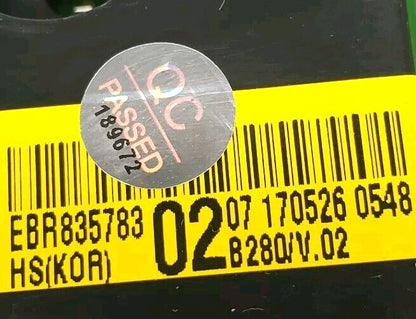 QC
PASSED
189672
EBR835783 02 07 170526 0548
HS(KOR) B280/V.02